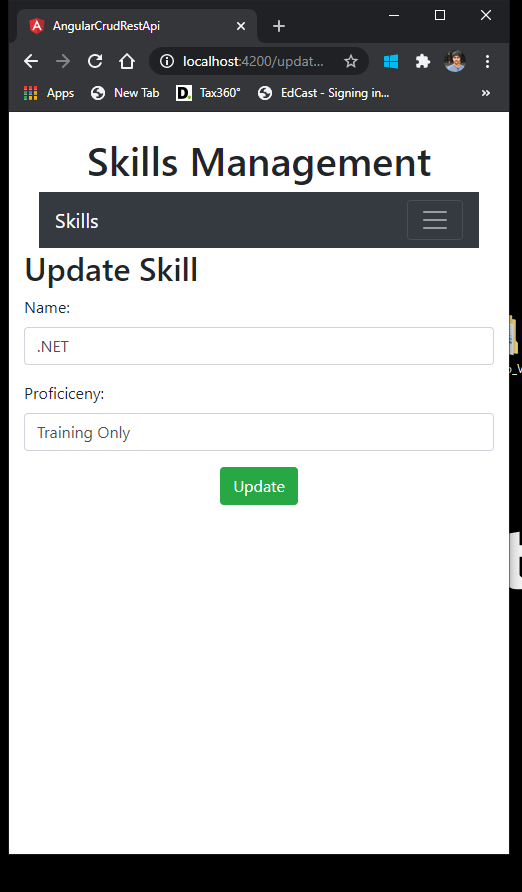 AngularCrudRestApi
localhost:4200/updat...
Apps New Tab Tax360° EdCast - Signing in... »
Skills Management
Skills
Update Skill
Name:
.NET
Proficiceny:
Training Only
Update